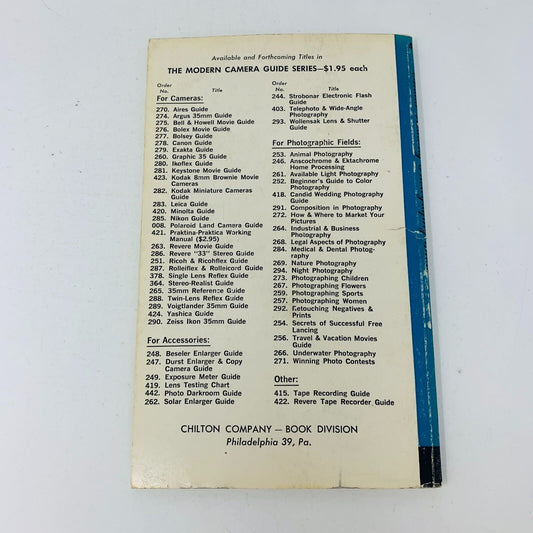 Available and Forthcoming Titles in
THE MODERN CAMERA GUIDE SERIES—$1.95 each
Order
No. Title
For Cameras:
270. Aires Guide
274. Argus 35mm Guide
275. Bell & Howell Movie Guide
276. Bolex Movie Guide
277. Bolsey Guide
278. Canon Guide
279. Exakta Guide
260. Graphic 35 Guide
280. Ikoflex Guide
281. Keystone Movie Guide
423. Kodak 8mm Brownie Movie
Cameras
282. Kodak Miniature Cameras
Guide
283. Leica Guide
420. Minolta Guide
285. Nikon Guide
008. Polaroid Land Camera Guide
421. Praktina-Praktica Working
Manual ($2.95)
263. Revere Movie Guide
286. Revere "33" Stereo Guide
251. Ricoh & Ricohflex Guide
287. Rolleiflex & Rolleicord Guide
378. Single Lens Reflex Guide
364. Stereo-Realist Guide
265. 35mm Reference Guide
288. Twin-Lens Reflex Guide
289. Voigtlander 35mm Guide
424. Yashica Guide
290. Zeiss Ikon 35mm Guide
For Accessories:
248. Beseler Enlarger Guide
247. Durst Enlarger & Copy
Camera Guide
249. Exposure Meter Guide
419. Lens Testing Chart
442. Photo Darkroom Guide
262. Solar Enlarger Guide
Order
No. Title
244. Strobonar Electronic Flash
Guide
403. Telephoto & Wide-Angle
Photography
293. Wollensak Lens & Shutter
Guide
For Photographic Fields:
253. Animal Photography
246. Anscochrome & Ektachrome
Home Processing
261. Available Light Photography
252. Beginner's Guide to Color
Photography
418. Candid Wedding Photography
Guide
291. Composition in Photography
272. How & Where to Market Your
Pictures
264. Industrial & Business
Photography
268. Legal Aspects of Photography
284. Medical & Dental Photog-
raphy
269. Nature Photography
294. Night Photography
273. Photographing Children
267. Photographing Flowers
259. Photographing Sports
257. Photographing Women
292. Retouching Negatives &
Prints
254. Secrets of Successful Free
Lancing
256. Travel & Vacation Movies
Guide
266. Underwater Photography
271. Winning Photo Contests
Other:
415. Tape Recording Guide
422. Revere Tape Recorder Guide
CHILTON COMPANY — BOOK DIVISION
Philadelphia 39, Pa.